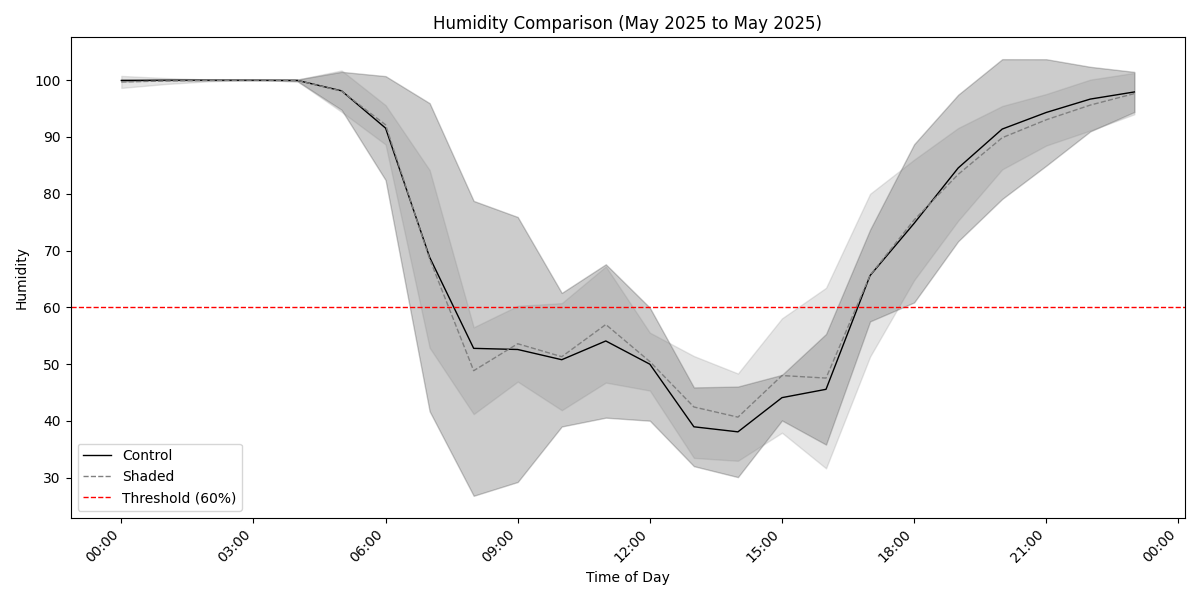 Humidity Comparison (May 2025 to May 2025)
Humidity
100
90
80
70
60
50
40
30
Control
Shaded
Threshold (60%)
00:00
03:00
06:00
09:00
12:00
15:00
18:00
21:00
00:00
Time of Day